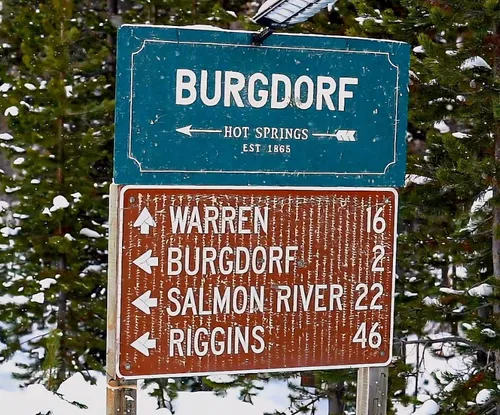 BURGDORF
HOT SPRINGS
EST 1865
WARREN 16
BURGDORF 2
SALMON RIVER 22
RIGGINS 46